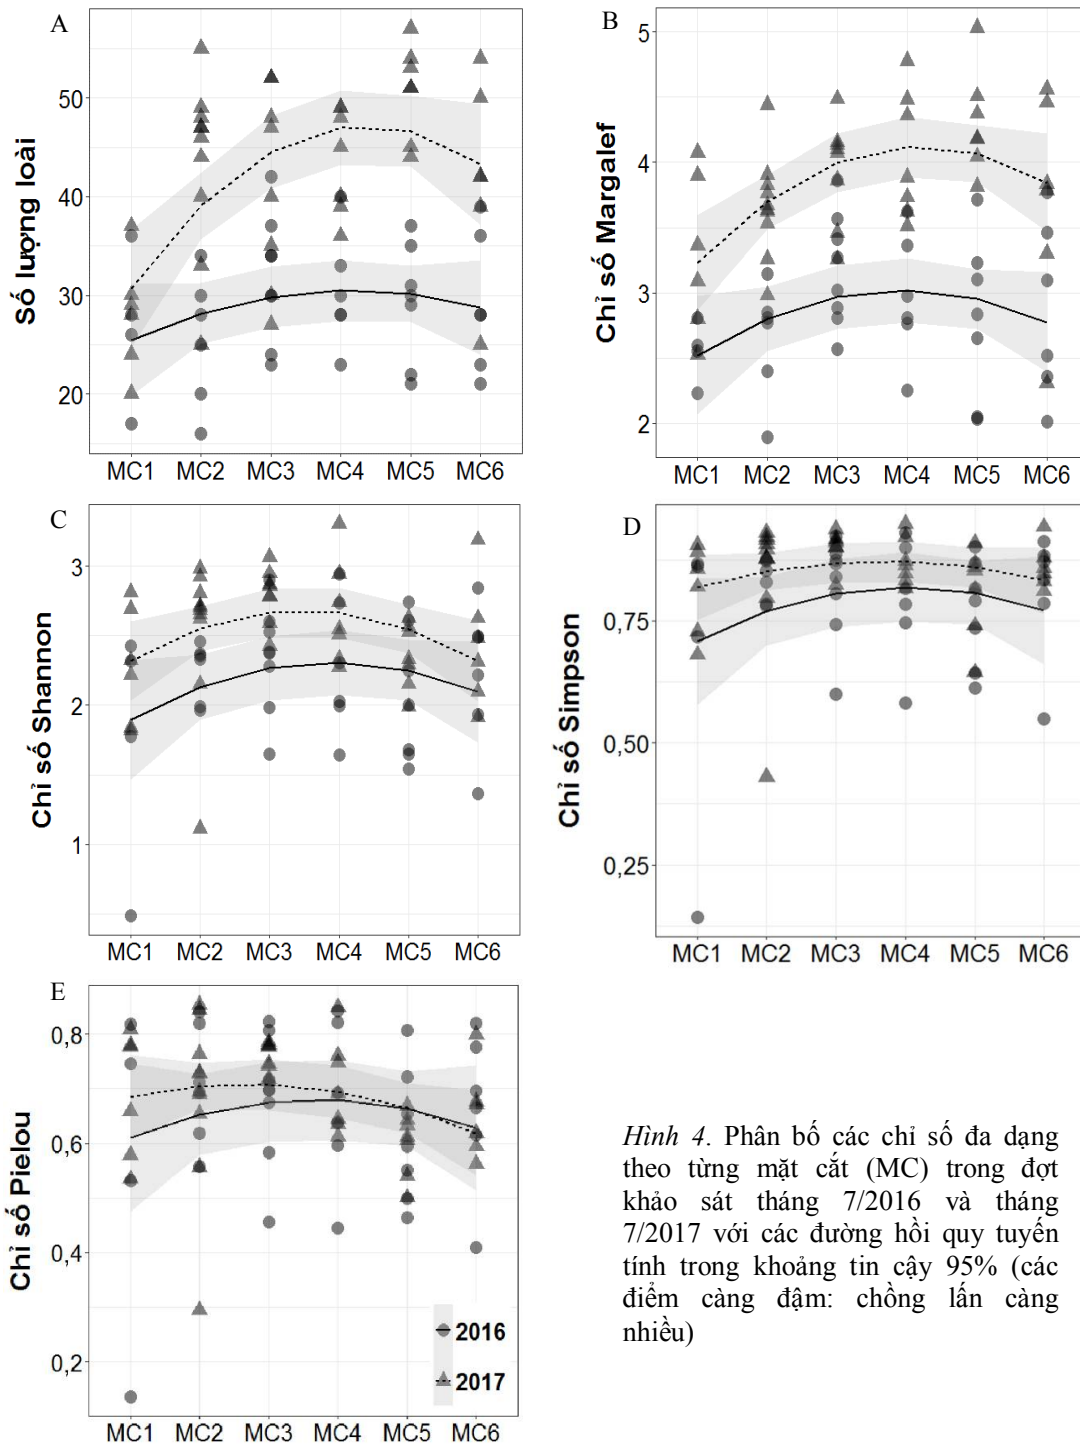 A
Số lượng loài
50
40
30
20
MC1 MC2 MC3 MC4 MC5 MC6
B
Chỉ số Margalef
5
4
3
2
MC1 MC2 MC3 MC4 MC5 MC6
C
Chỉ số Shannon
3
2
1
MC1 MC2 MC3 MC4 MC5 MC6
D
Chỉ số Simpson
0,75
0,50
0,25
MC1 MC2 MC3 MC4 MC5 MC6
E
Chỉ số Pielou
0,8
0,6
0,4
0,2
2016
2017
MC1 MC2 MC3 MC4 MC5 MC6
Hình 4. Phân bố các chỉ số đa dạng
theo từng mặt cắt (MC) trong đợt
khảo sát tháng 7/2016 và tháng
7/2017 với các đường hồi quy tuyến
tính trong khoảng tin cậy 95% (các
điểm càng đậm: chồng lấn càng
nhiều)